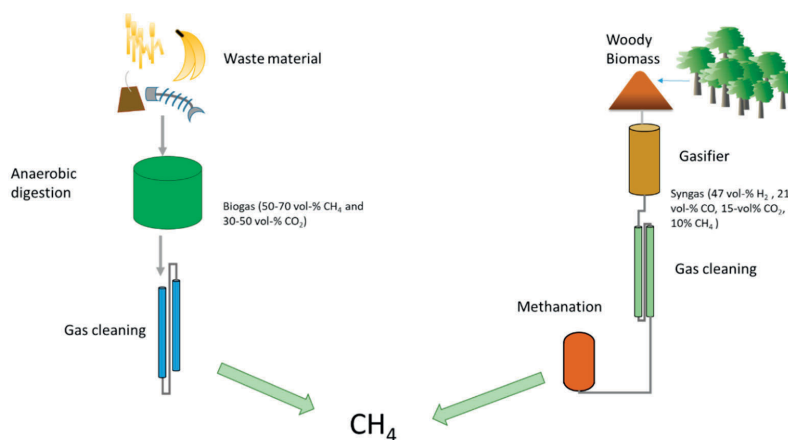 Waste material
Anaerobic
digestion
Biogas (50-70 vol-% CH₄ and
30-50 vol-% CO₂)
Gas cleaning
Woody
Biomass
Gasifier
Syngas (47 vol-% H₂ , 21
vol-% CO, 15-vol% CO₂,
10% CH₄ )
Gas cleaning
Methanation
CH₄